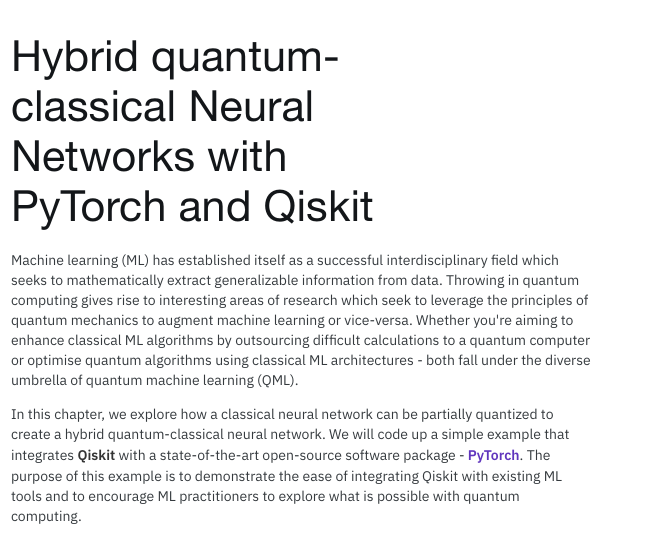 Hybrid quantum-
classical Neural
Networks with
PyTorch and Qiskit
Machine learning (ML) has established itself as a successful interdisciplinary field which
seeks to mathematically extract generalizable information from data. Throwing in quantum
computing gives rise to interesting areas of research which seek to leverage the principles of
quantum mechanics to augment machine learning or vice-versa. Whether you're aiming to
enhance classical ML algorithms by outsourcing difficult calculations to a quantum computer
or optimise quantum algorithms using classical ML architectures - both fall under the diverse
umbrella of quantum machine learning (QML).
In this chapter, we explore how a classical neural network can be partially quantized to
create a hybrid quantum-classical neural network. We will code up a simple example that
integrates Qiskit with a state-of-the-art open-source software package - PyTorch. The
purpose of this example is to demonstrate the ease of integrating Qiskit with existing ML
tools and to encourage ML practitioners to explore what is possible with quantum
computing.